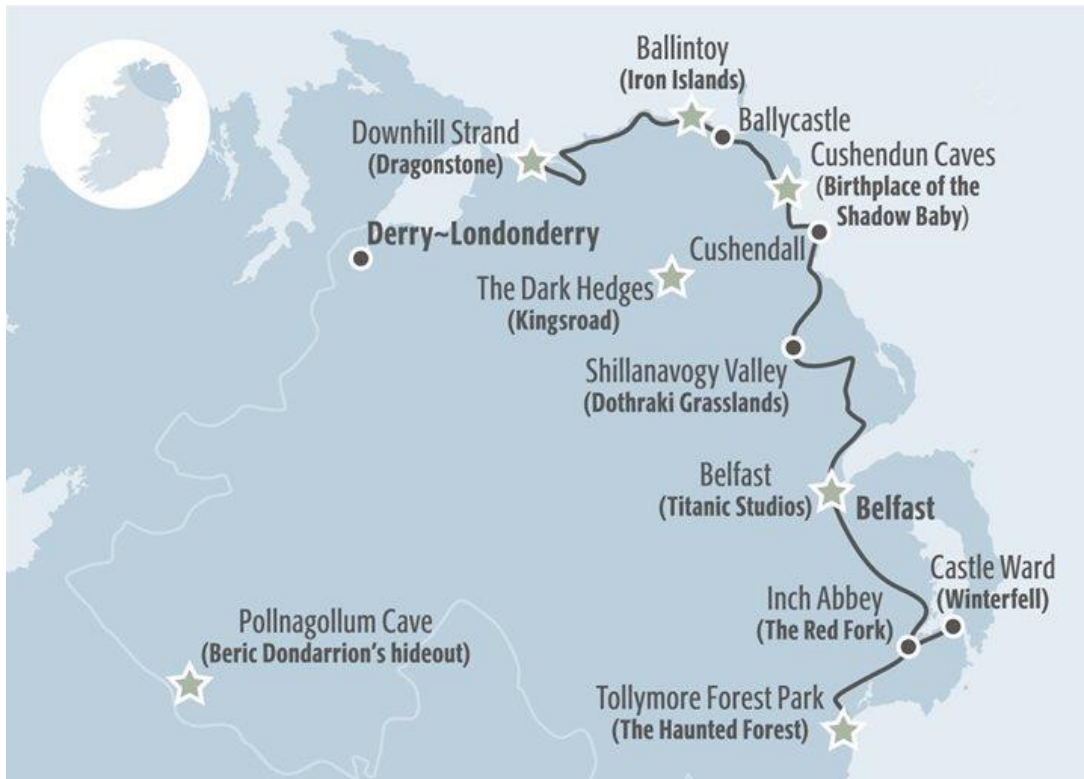 Ballintoy
(Iron Islands)
Ballycastle
Downhill Strand
(Dragonstone)
Cushendun Caves
(Birthplace of the
Shadow Baby)
Derry~Londonderry
Cushendall
The Dark Hedges
(Kingsroad)
Shillanavogy Valley
(Dothraki Grasslands)
Belfast
(Titanic Studios)
Belfast
Castle Ward
(Winterfell)
Inch Abbey
(The Red Fork)
Pollnagollum Cave
(Beric Dondarrion's hideout)
Tollymore Forest Park
(The Haunted Forest)